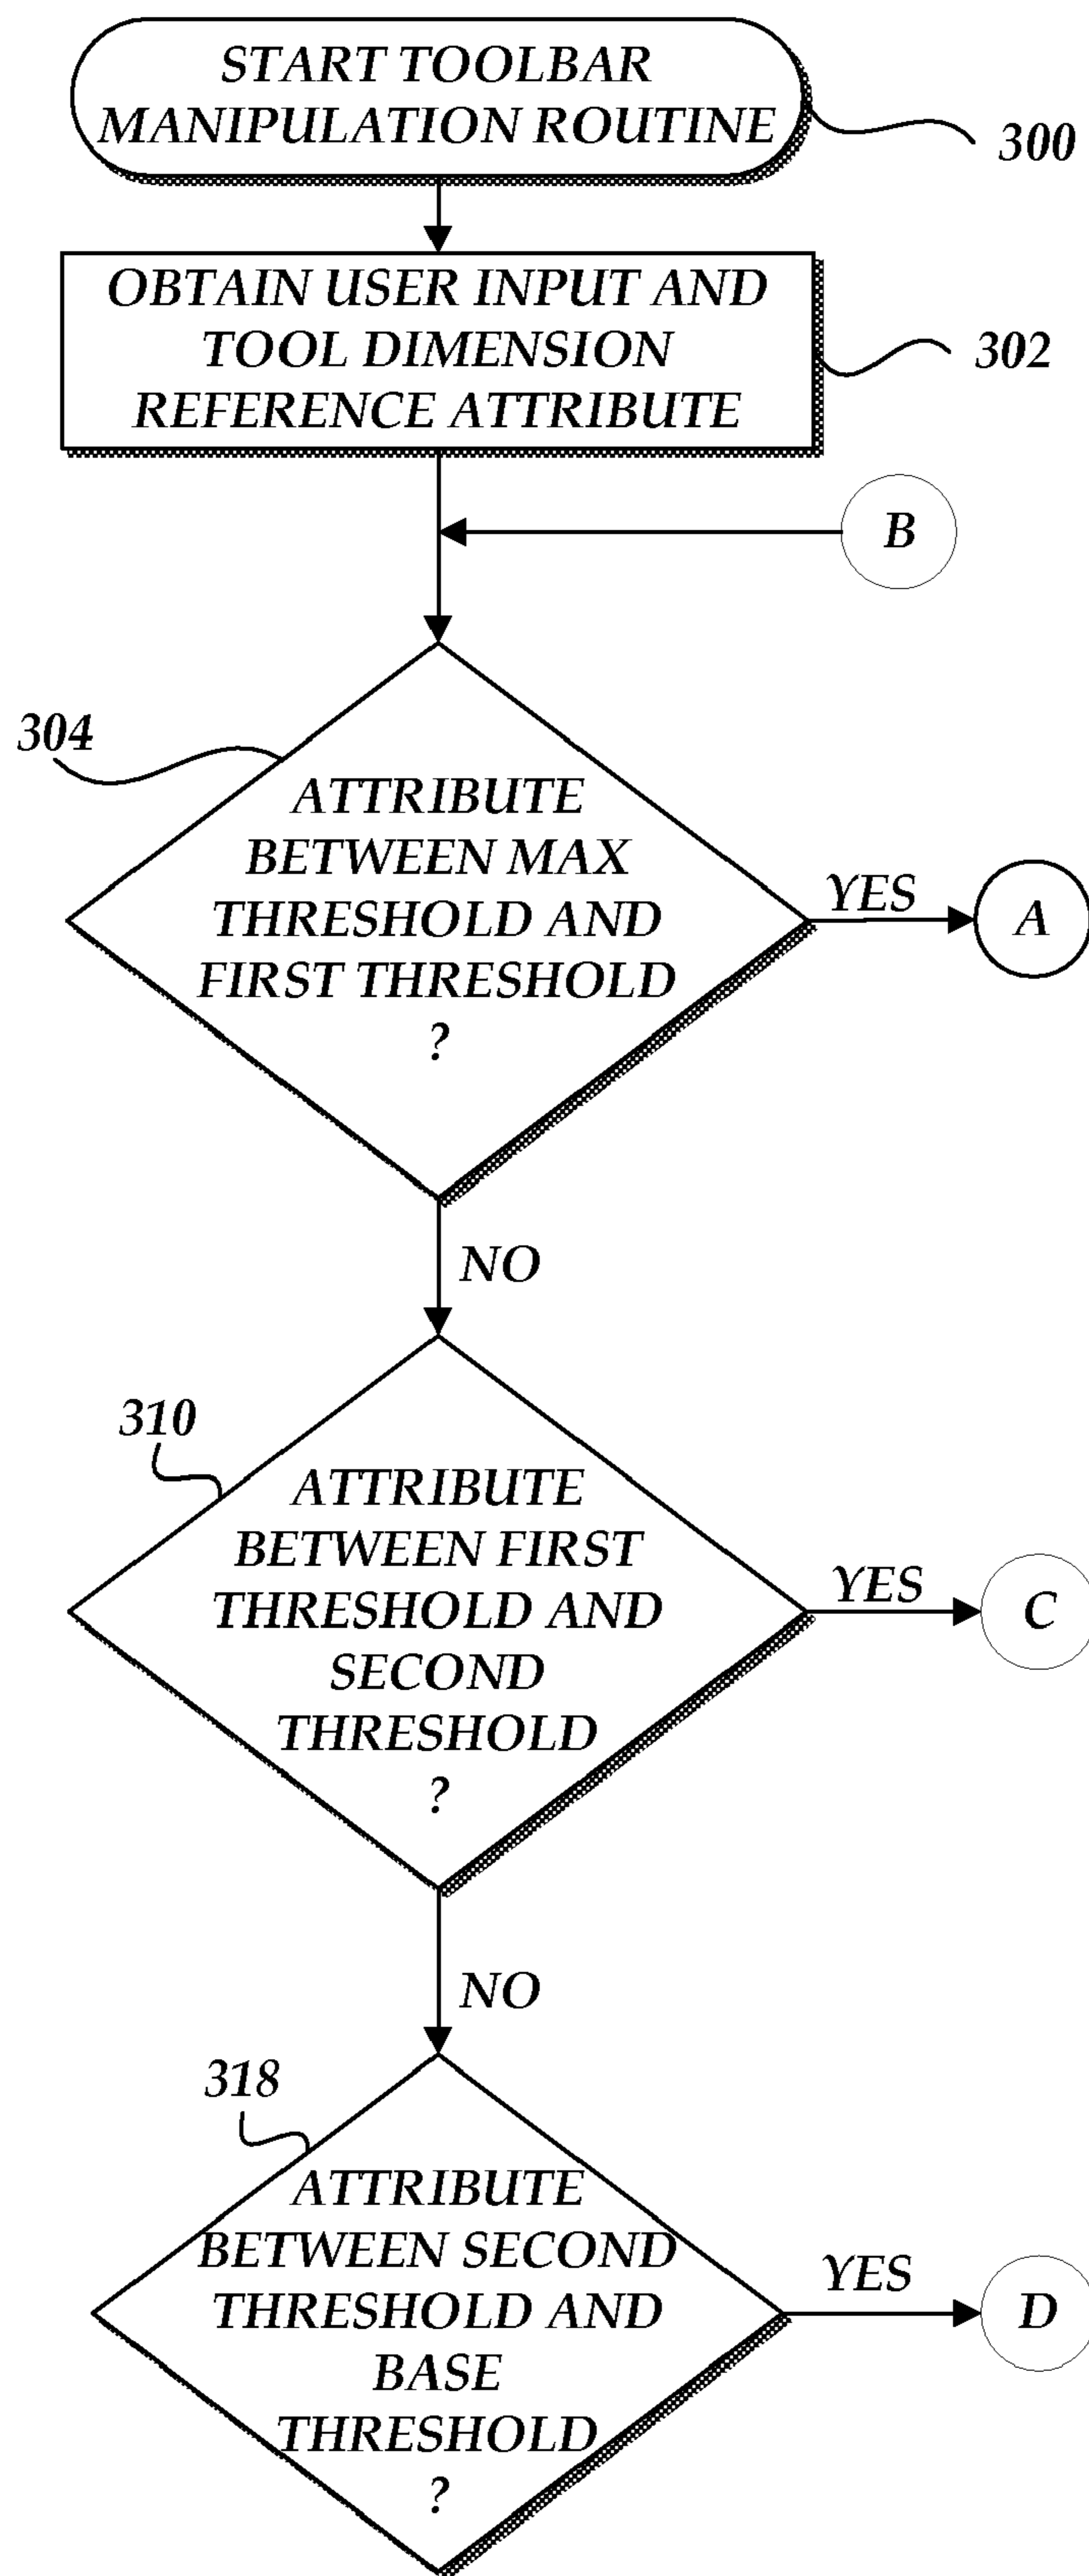 START TOOLBAR
MANIPULATION ROUTINE
300
OBTAIN USER INPUT AND
TOOL DIMENSION
REFERENCE ATTRIBUTE
302
B
304
ATTRIBUTE
BETWEEN MAX
THRESHOLD AND
FIRST THRESHOLD
?
YES
A
NO
310
ATTRIBUTE
BETWEEN FIRST
THRESHOLD AND
SECOND
THRESHOLD
?
YES
C
NO
318
ATTRIBUTE
BETWEEN SECOND
THRESHOLD AND
BASE
THRESHOLD
?
YES
D